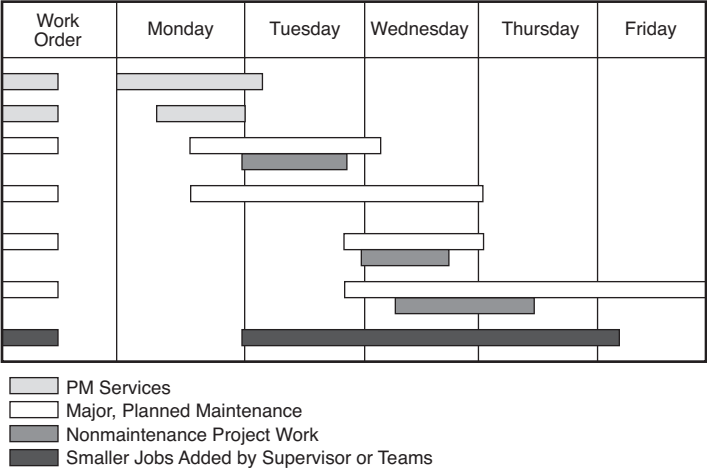 Work Order
Monday
Tuesday
Wednesday
Thursday
Friday
PM Services
Major, Planned Maintenance
Nonmaintenance Project Work
Smaller Jobs Added by Supervisor or Teams